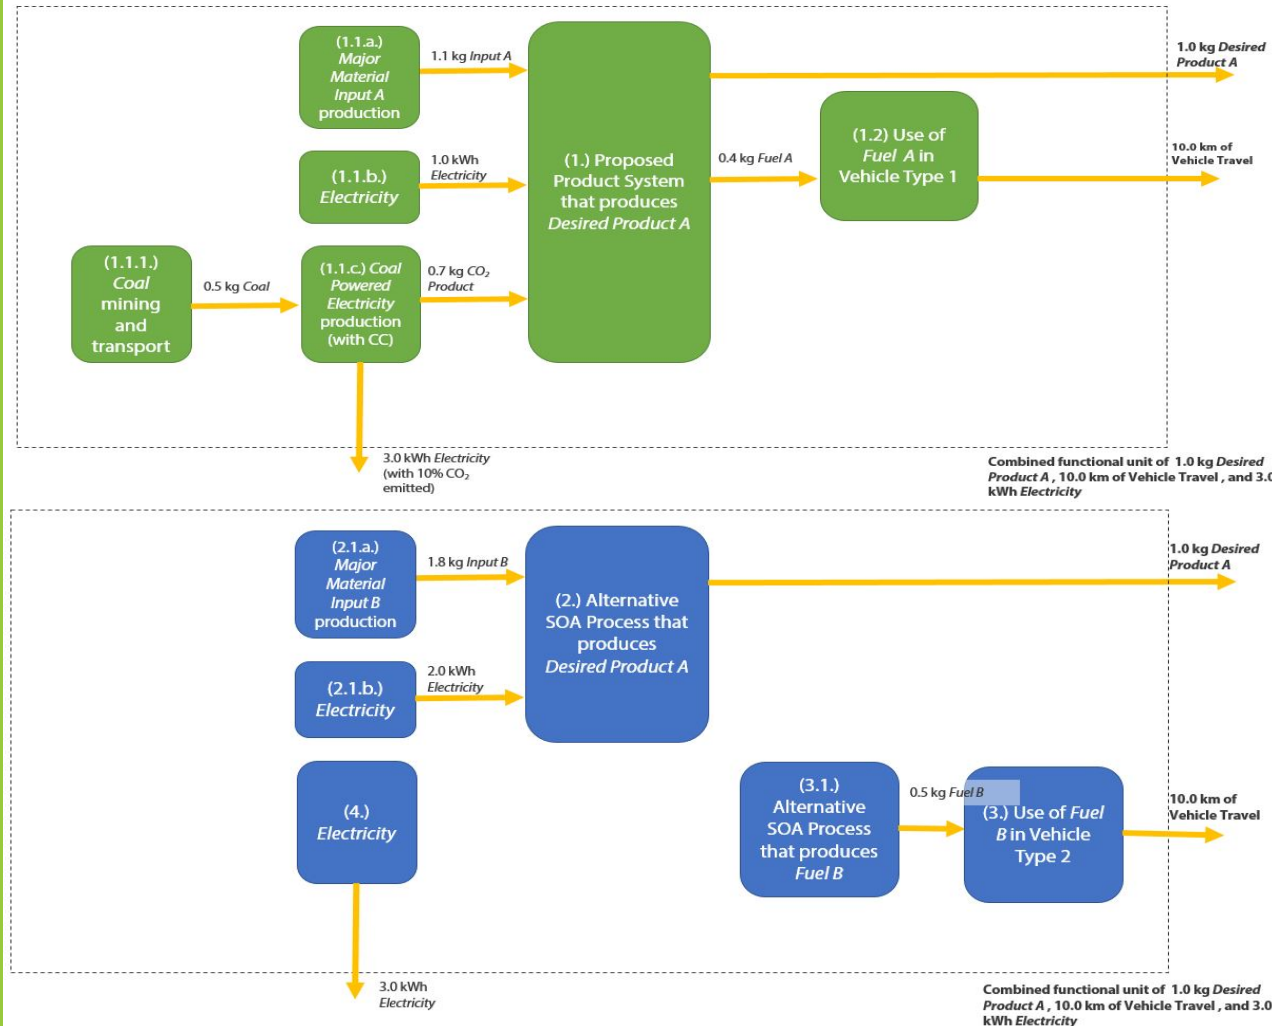 (1.1.a.)
Major
Material
Input A
production
1.1 kg Input A
(1.1.b.)
Electricity
1.0 kWh
Electricity
(1.1.1.)
Coal
mining
and
transport
0.5 kg Coal
(1.1.c.) Coal
Powered
Electricity
production
(with CC)
0.7 kg CO₂
Product
(1.) Proposed
Product System
that produces
Desired Product A
0.4 kg Fuel A
(1.2) Use of
Fuel A in
Vehicle Type 1
1.0 kg Desired
Product A
10.0 km of
Vehicle Travel
3.0 kWh Electricity
(with 10% CO₂
emitted)
Combined functional unit of 1.0 kg Desired
Product A , 10.0 km of Vehicle Travel , and 3.0
kWh Electricity
(2.1.a.)
Major
Material
Input B
production
1.8 kg Input B
(2.1.b.)
Electricity
2.0 kWh
Electricity
(2.) Alternative
SOA Process that
produces
Desired Product A
1.0 kg Desired
Product A
(4.)
Electricity
(3.1.)
Alternative
SOA Process
that produces
Fuel B
0.5 kg Fuel B
(3.) Use of Fuel
B in Vehicle
Type 2
10.0 km of
Vehicle Travel
3.0 kWh
Electricity
Combined functional unit of 1.0 kg Desired
Product A , 10.0 km of Vehicle Travel , and 3.0
kWh Electricity